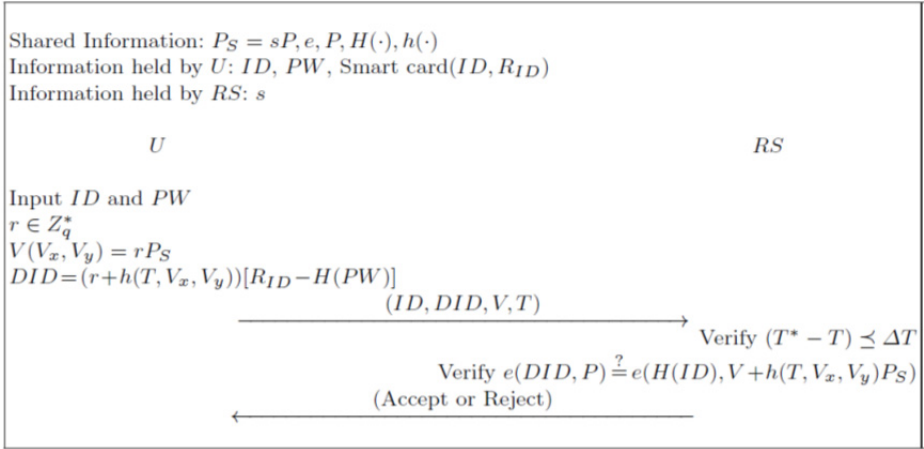 Shared Information: P_S = sP, e, P, H(·), h(·)
Information held by U: ID, PW, Smart card(ID, R_ID)
Information held by RS: s
U RS
Input ID and PW
r ∈ Z_q^*
V(V_x, V_y) = rP_S
DID=(r+h(T, V_x, V_y))[R_ID−H(PW)]
(ID, DID, V, T)
Verify (T* − T) ⪯ ΔT
Verify e(DID, P) ≟ e(H(ID), V+h(T, V_x, V_y)P_S)
(Accept or Reject)